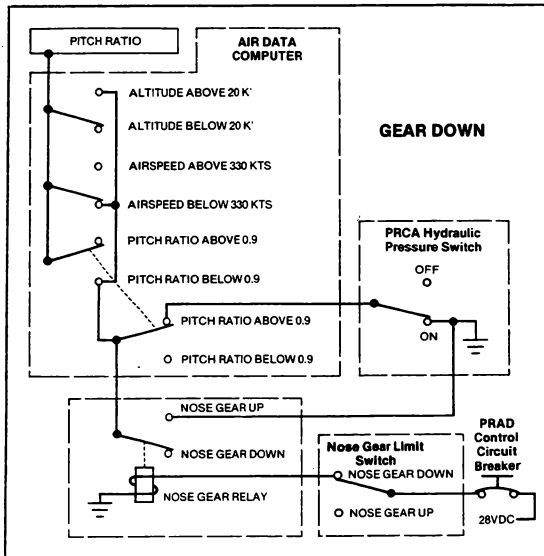 PITCH RATIO
AIR DATA
COMPUTER
ALTITUDE ABOVE 20 K'
ALTITUDE BELOW 20 K'
GEAR DOWN
AIRSPEED ABOVE 330 KTS
AIRSPEED BELOW 330 KTS
PITCH RATIO ABOVE 0.9
PITCH RATIO BELOW 0.9
PRCA Hydraulic
Pressure Switch
OFF
ON
PITCH RATIO ABOVE 0.9
PITCH RATIO BELOW 0.9
NOSE GEAR UP
NOSE GEAR DOWN
NOSE GEAR RELAY
Nose Gear Limit
Switch
NOSE GEAR DOWN
NOSE GEAR UP
PRAD
Control
Circuit
Breaker
28VDC